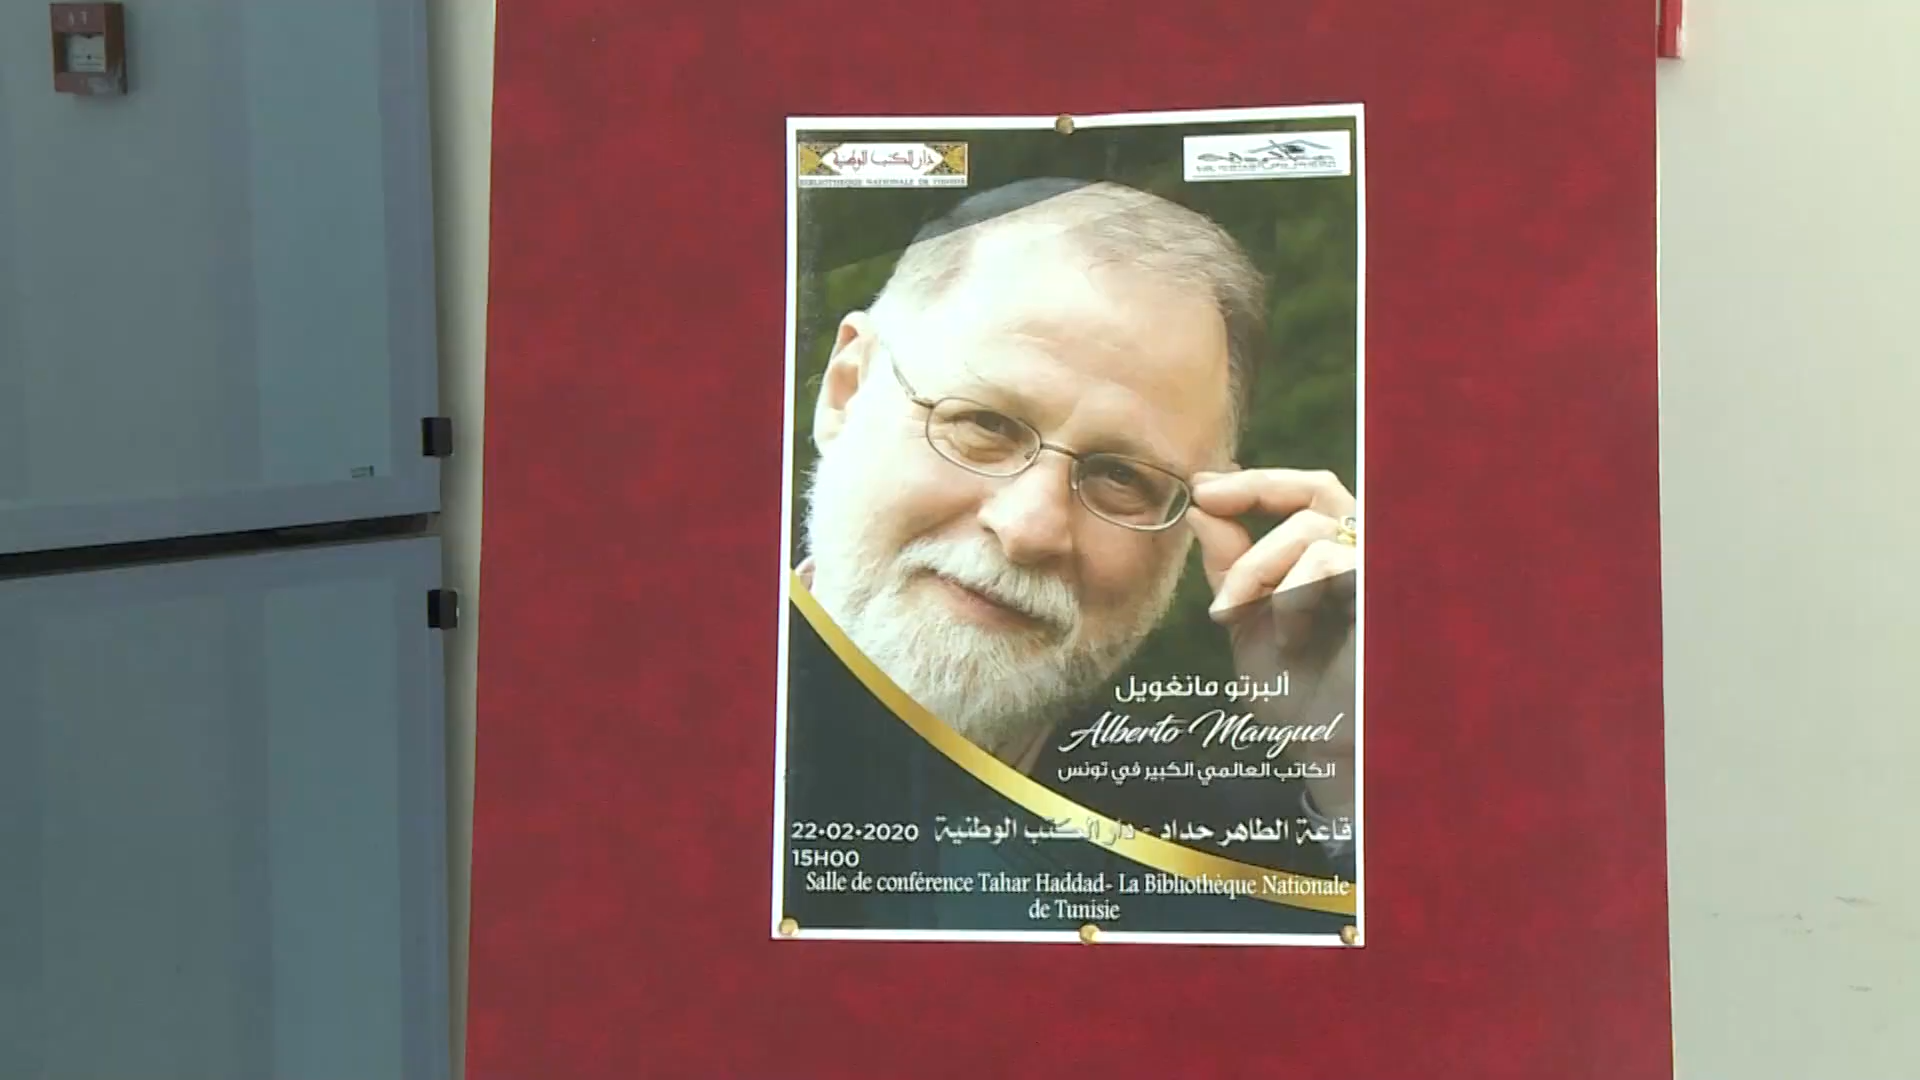 دار الكتب الوطنية
BIBLIOTHEQUE NATIONALE DE TUNISIE
ألبرتو مانغويل
Alberto Manguel
الكاتب العالمي الكبير في تونس
قاعة الطاهر حداد - دار الكتب الوطنية 22•02•2020
15H00
Salle de conférence Tahar Haddad- La Bibliothèque Nationale
de Tunisie